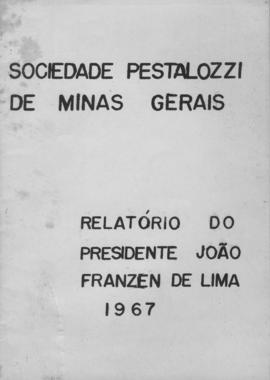 SOCIEDADE PESTALOZZI
DE MINAS GERAIS
RELATÓRIO DO
PRESIDENTE JOÃO
FRANZEN DE LIMA
1967